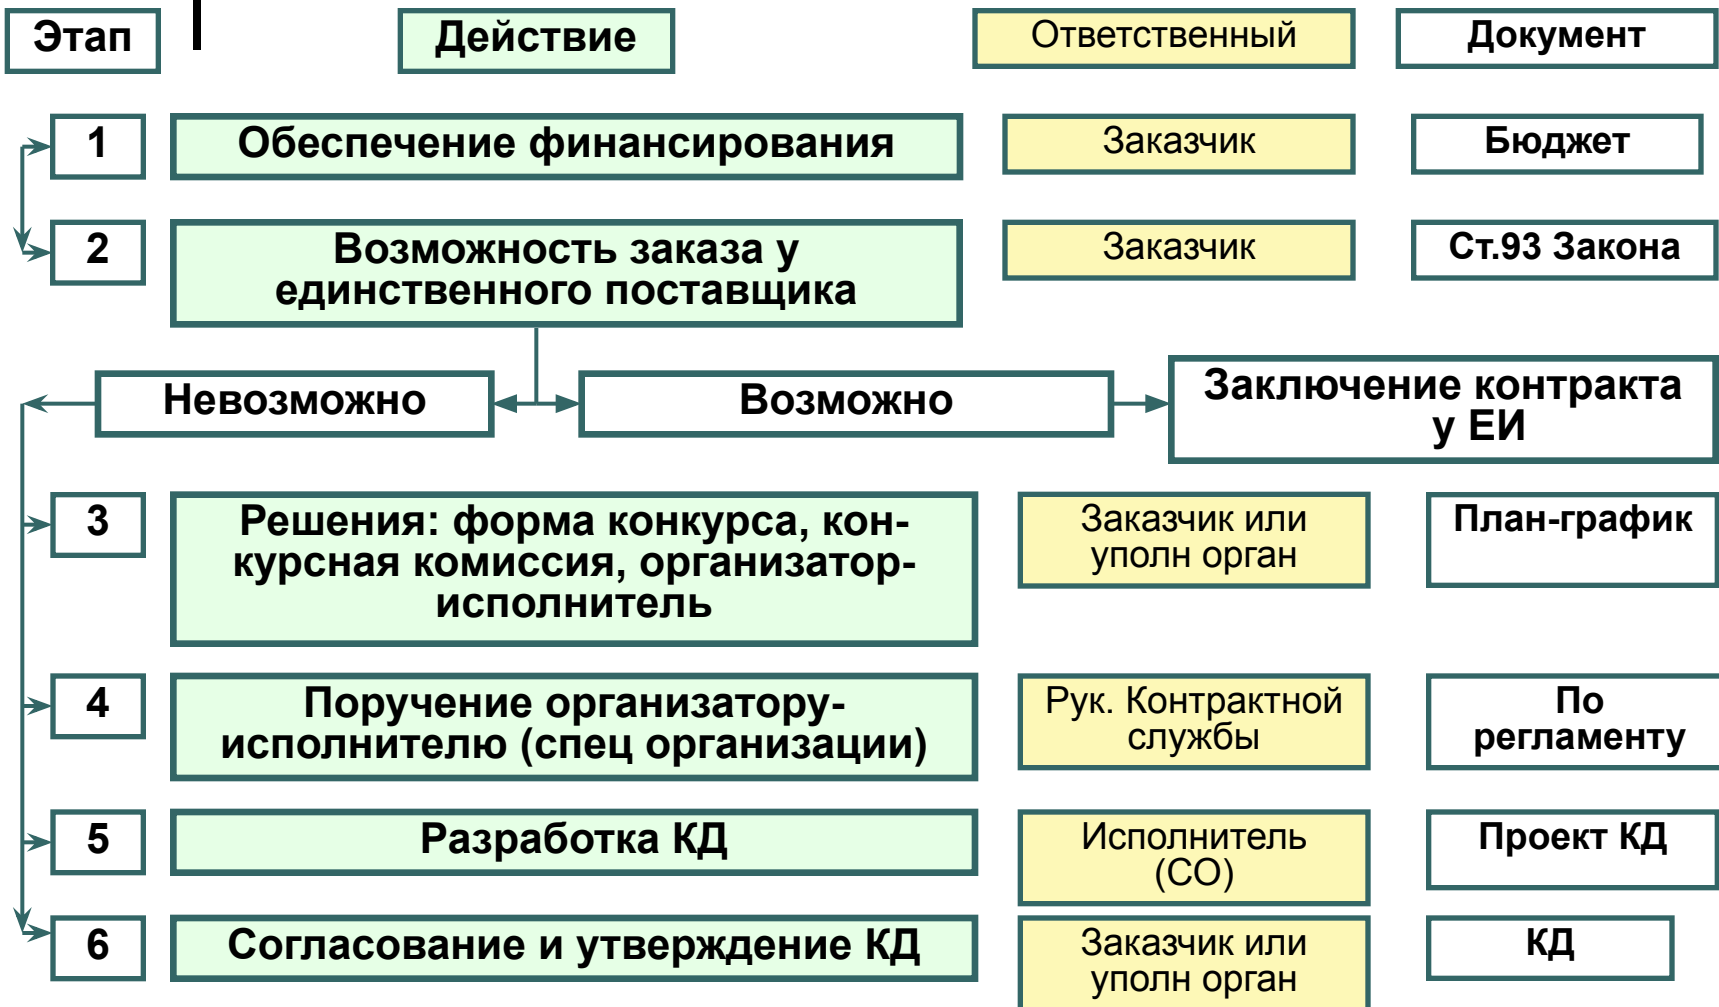 Этап
Действие
Ответственный
Документ
1
Обеспечение финансирования
Заказчик
Бюджет
2
Возможность заказа у
единственного поставщика
Заказчик
Ст.93 Закона
Невозможно
Возможно
Заключение контракта
у ЕИ
3
Решения: форма конкурса, кон-
курсная комиссия, организатор-
исполнитель
Заказчик или
уполн орган
План-график
4
Поручение организатору-
исполнителю (спец организации)
Рук. Контрактной
службы
По
регламенту
5
Разработка КД
Исполнитель
(СО)
Проект КД
6
Согласование и утверждение КД
Заказчик или
уполн орган
КД